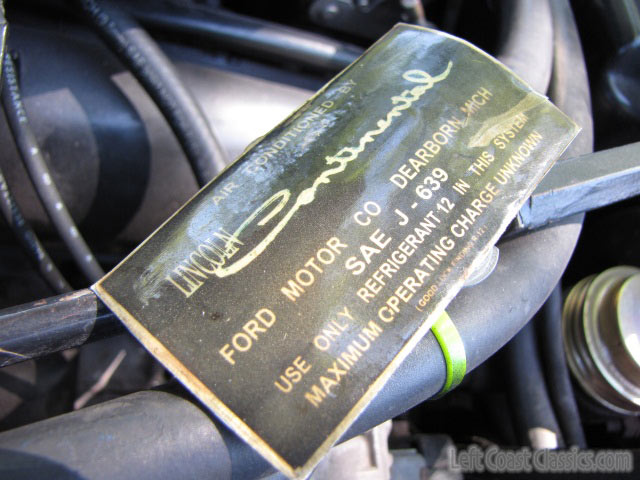 AIR CONDITIONED BY
LINCOLN Continental
FORD MOTOR CO DEARBORN, MICH
SAE J - 639
USE ONLY REFRIGERANT 12 IN THIS SYSTEM
MAXIMUM OPERATING CHARGE UNKNOWN
(GOOD
Left Coast Classics.com